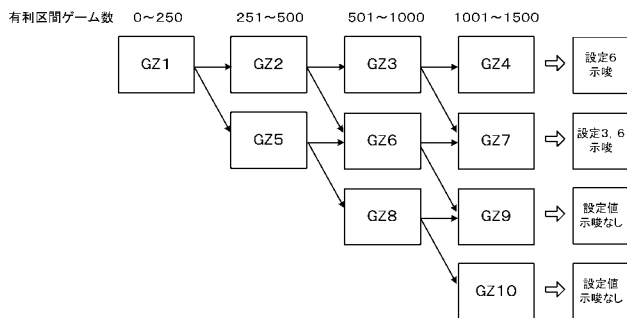 有利区間ゲーム数 0～250 251～500 501～1000 1001～1500
GZ1 GZ2 GZ3 GZ4 設定6
示唆
GZ5 GZ6 GZ7 設定3, 6
示唆
GZ8 GZ9 設定値
示唆なし
GZ10 設定値
示唆なし